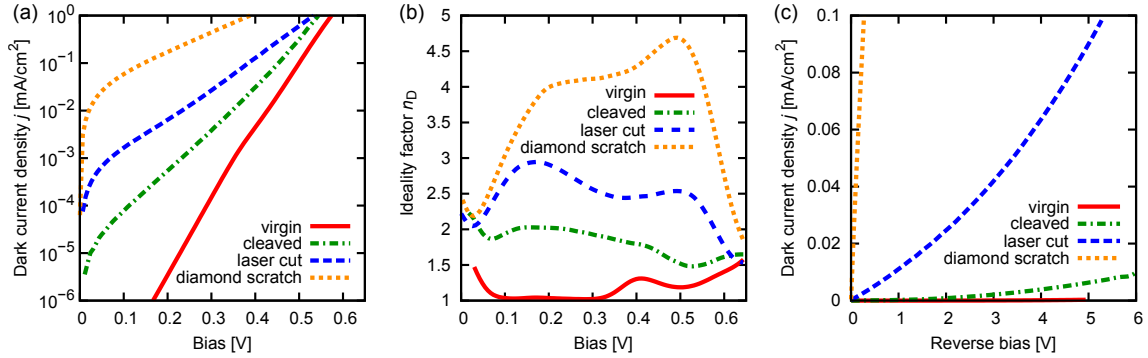 (a)
Dark current density j [mA/cm²]
10⁰
10⁻¹
10⁻²
10⁻³
10⁻⁴
10⁻⁵
10⁻⁶
virgin
cleaved
laser cut
diamond scratch
0 0.1 0.2 0.3 0.4 0.5 0.6
Bias [V]
(b)
Ideality factor n_D
5
4.5
4
3.5
3
2.5
2
1.5
1
virgin
cleaved
laser cut
diamond scratch
0 0.1 0.2 0.3 0.4 0.5 0.6
Bias [V]
(c)
Dark current density j [mA/cm²]
0.1
0.08
0.06
0.04
0.02
0
virgin
cleaved
laser cut
diamond scratch
0 1 2 3 4 5 6
Reverse bias [V]